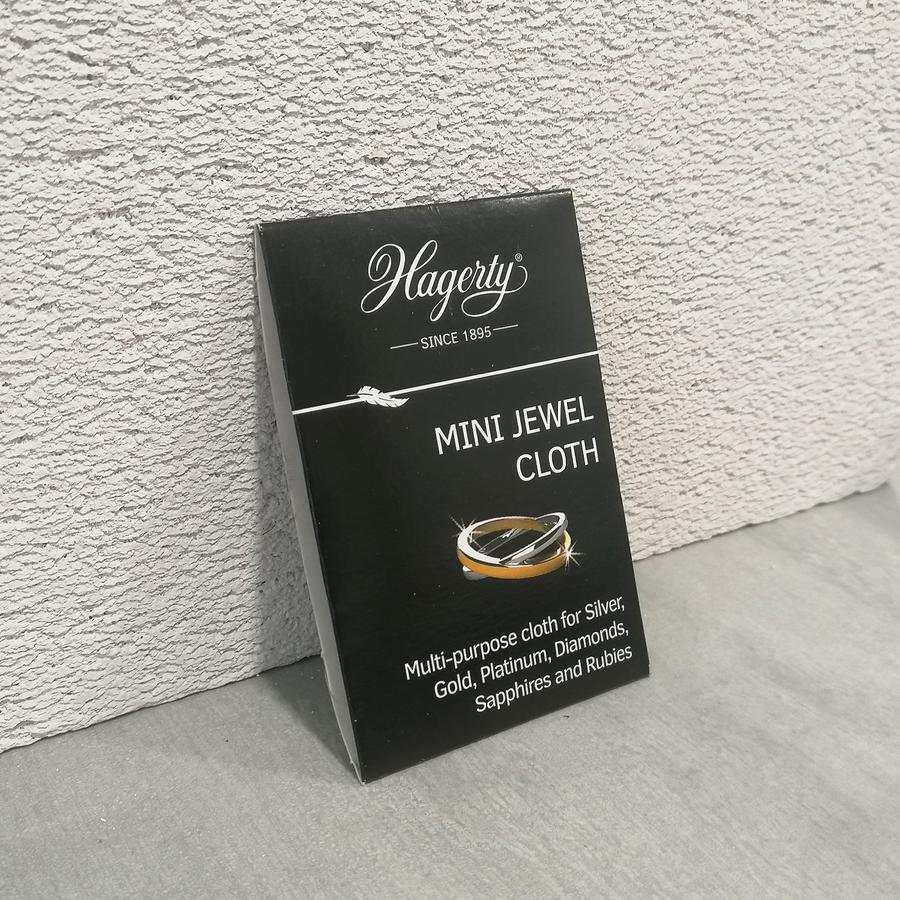 Hagerty®
SINCE 1895
MINI JEWEL
CLOTH
Multi-purpose cloth for Silver,
Gold, Platinum, Diamonds,
Sapphires and Rubies